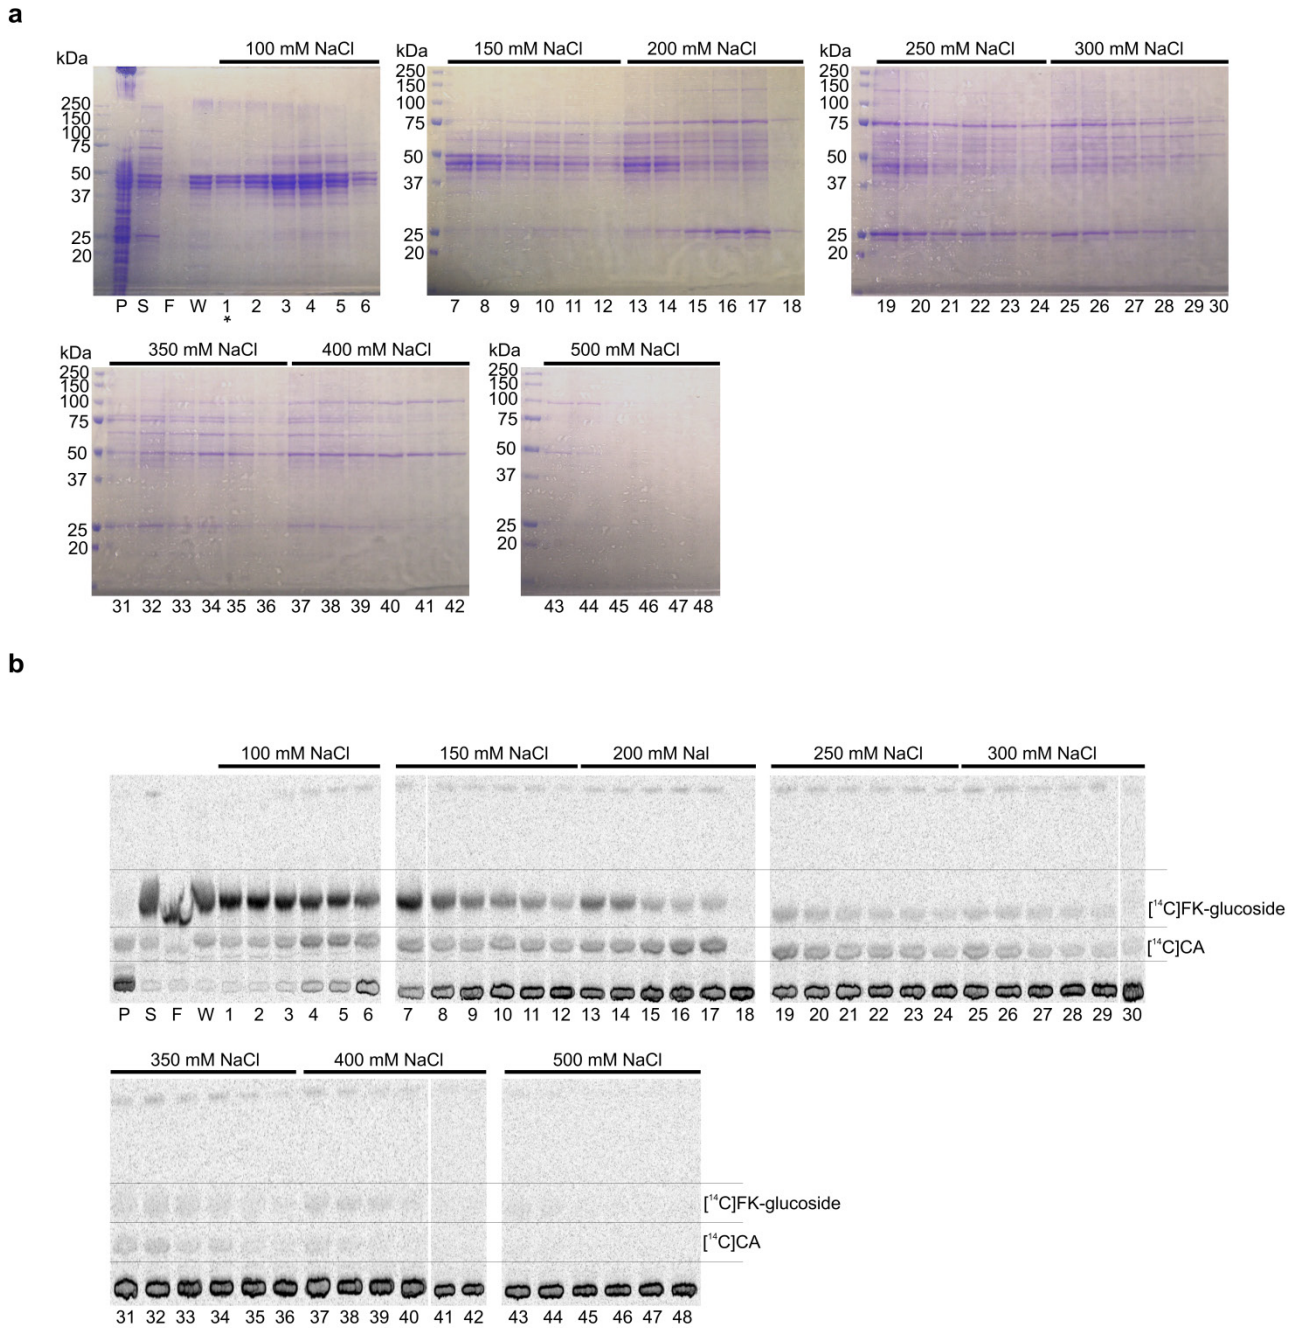 a
100 mM NaCl
kDa
250
150
100
75
50
37
25
20
P S F W 1 2 3 4 5 6
*
150 mM NaCl 200 mM NaCl
kDa
250
150
100
75
50
37
25
20
7 8 9 10 11 12 13 14 15 16 17 18
250 mM NaCl 300 mM NaCl
kDa
250
150
100
75
50
37
25
20
19 20 21 22 23 24 25 26 27 28 29 30
350 mM NaCl 400 mM NaCl
kDa
250
150
100
75
50
37
25
20
31 32 33 34 35 36 37 38 39 40 41 42
500 mM NaCl
kDa
250
150
100
75
50
37
25
20
43 44 45 46 47 48
b
100 mM NaCl 150 mM NaCl 200 mM Nal 250 mM NaCl 300 mM NaCl
[¹⁴C]FK-glucoside
[¹⁴C]CA
P S F W 1 2 3 4 5 6 7 8 9 10 11 12 13 14 15 16 17 18 19 20 21 22 23 24 25 26 27 28 29 30
350 mM NaCl 400 mM NaCl 500 mM NaCl
[¹⁴C]FK-glucoside
[¹⁴C]CA
31 32 33 34 35 36 37 38 39 40 41 42 43 44 45 46 47 48